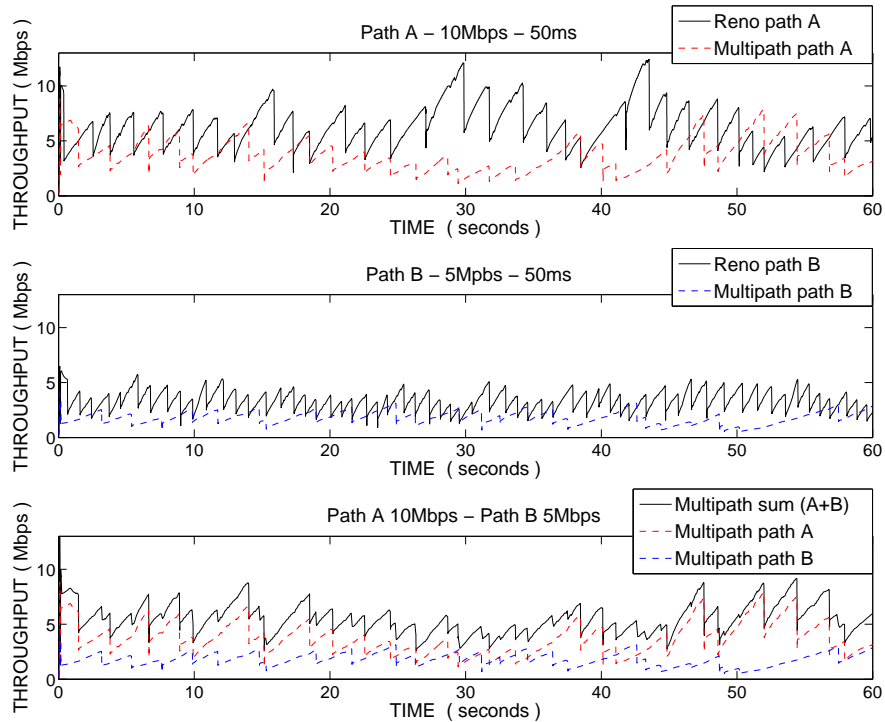 Path A − 10Mbps − 50ms
Reno path A
Multipath path A
THROUGHPUT ( Mbps)
10
5
0
0 10 20 30 40 50 60
TIME ( seconds )
Path B − 5Mpbs − 50ms
Reno path B
Multipath path B
THROUGHPUT ( Mbps)
10
5
0
0 10 20 30 40 50 60
TIME ( seconds )
Path A 10Mbps − Path B 5Mbps
Multipath sum (A+B)
Multipath path A
Multipath path B
THROUGHPUT ( Mbps)
10
5
0
0 10 20 30 40 50 60
TIME ( seconds )